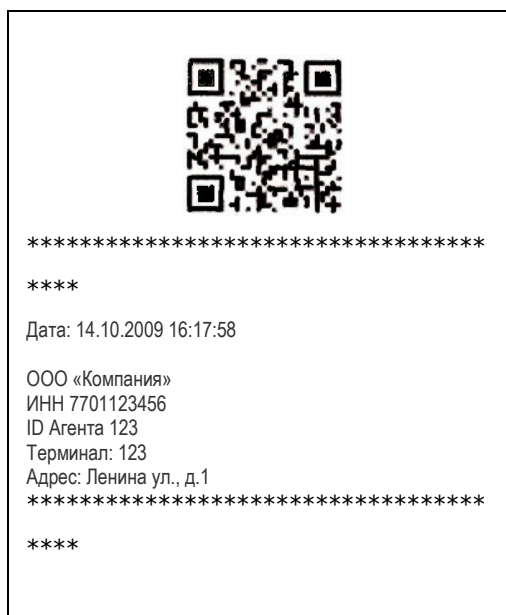 ***********************************
****
Дата: 14.10.2009 16:17:58
ООО «Компания»
ИНН 7701123456
ID Агента 123
Терминал: 123
Адрес: Ленина ул., д.1
***********************************
****